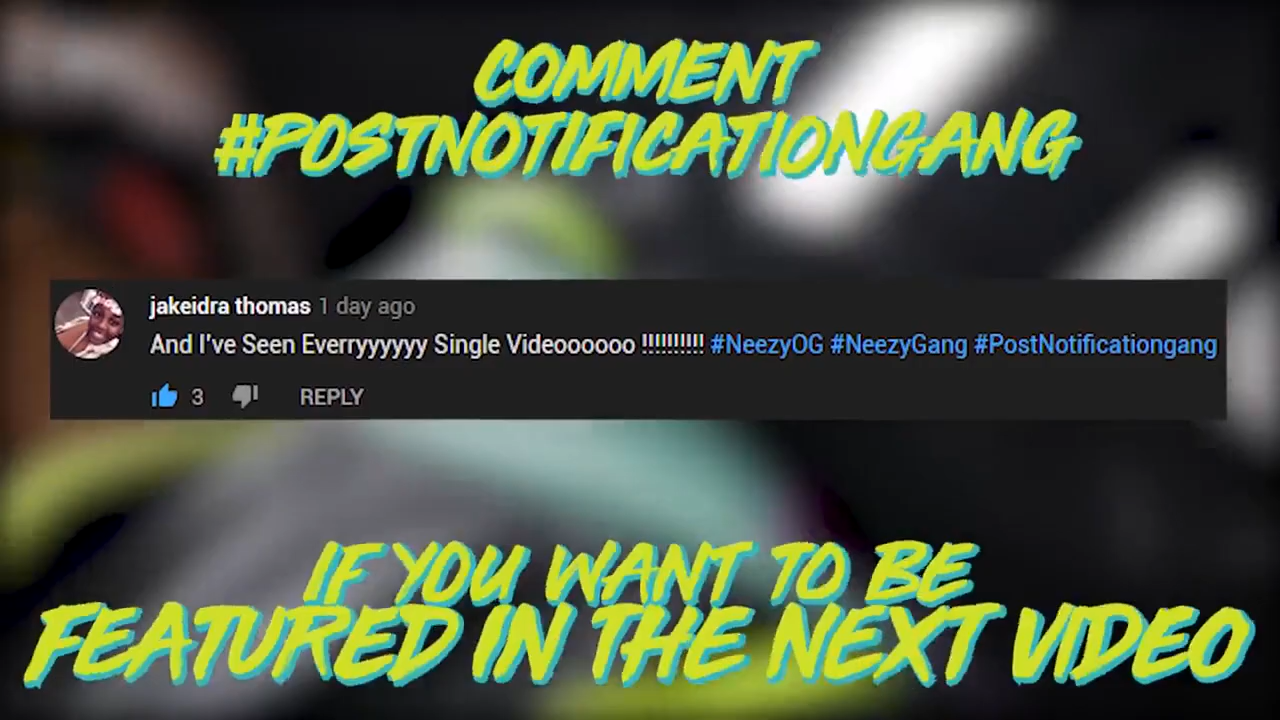 COMMENT
#POSTNOTIFICATIONGANG
jakeidra thomas 1 day ago
And I've Seen Everryyyyyy Single Videoooooo !!!!!!!!!! #NeezyOG #NeezyGang #PostNotificationgang
3 REPLY
IF YOU WANT TO BE
FEATURED IN THE NEXT VIDEO